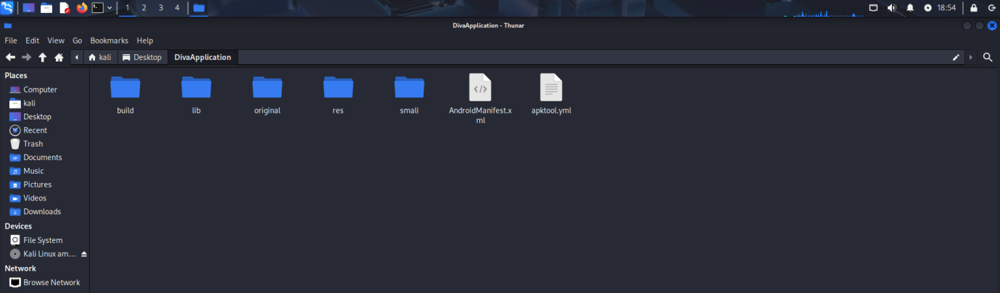 1 2 3 4 18:54
DivaApplication - Thunar
File Edit View Go Bookmarks Help
kali Desktop DivaApplication
Places
Computer
kali
Desktop
Recent
Trash
Documents
Music
Pictures
Videos
Downloads
Devices
File System
Kali Linux am...
Network
Browse Network
build
lib
original
res
smali
AndroidManifest.x
ml
apktool.yml